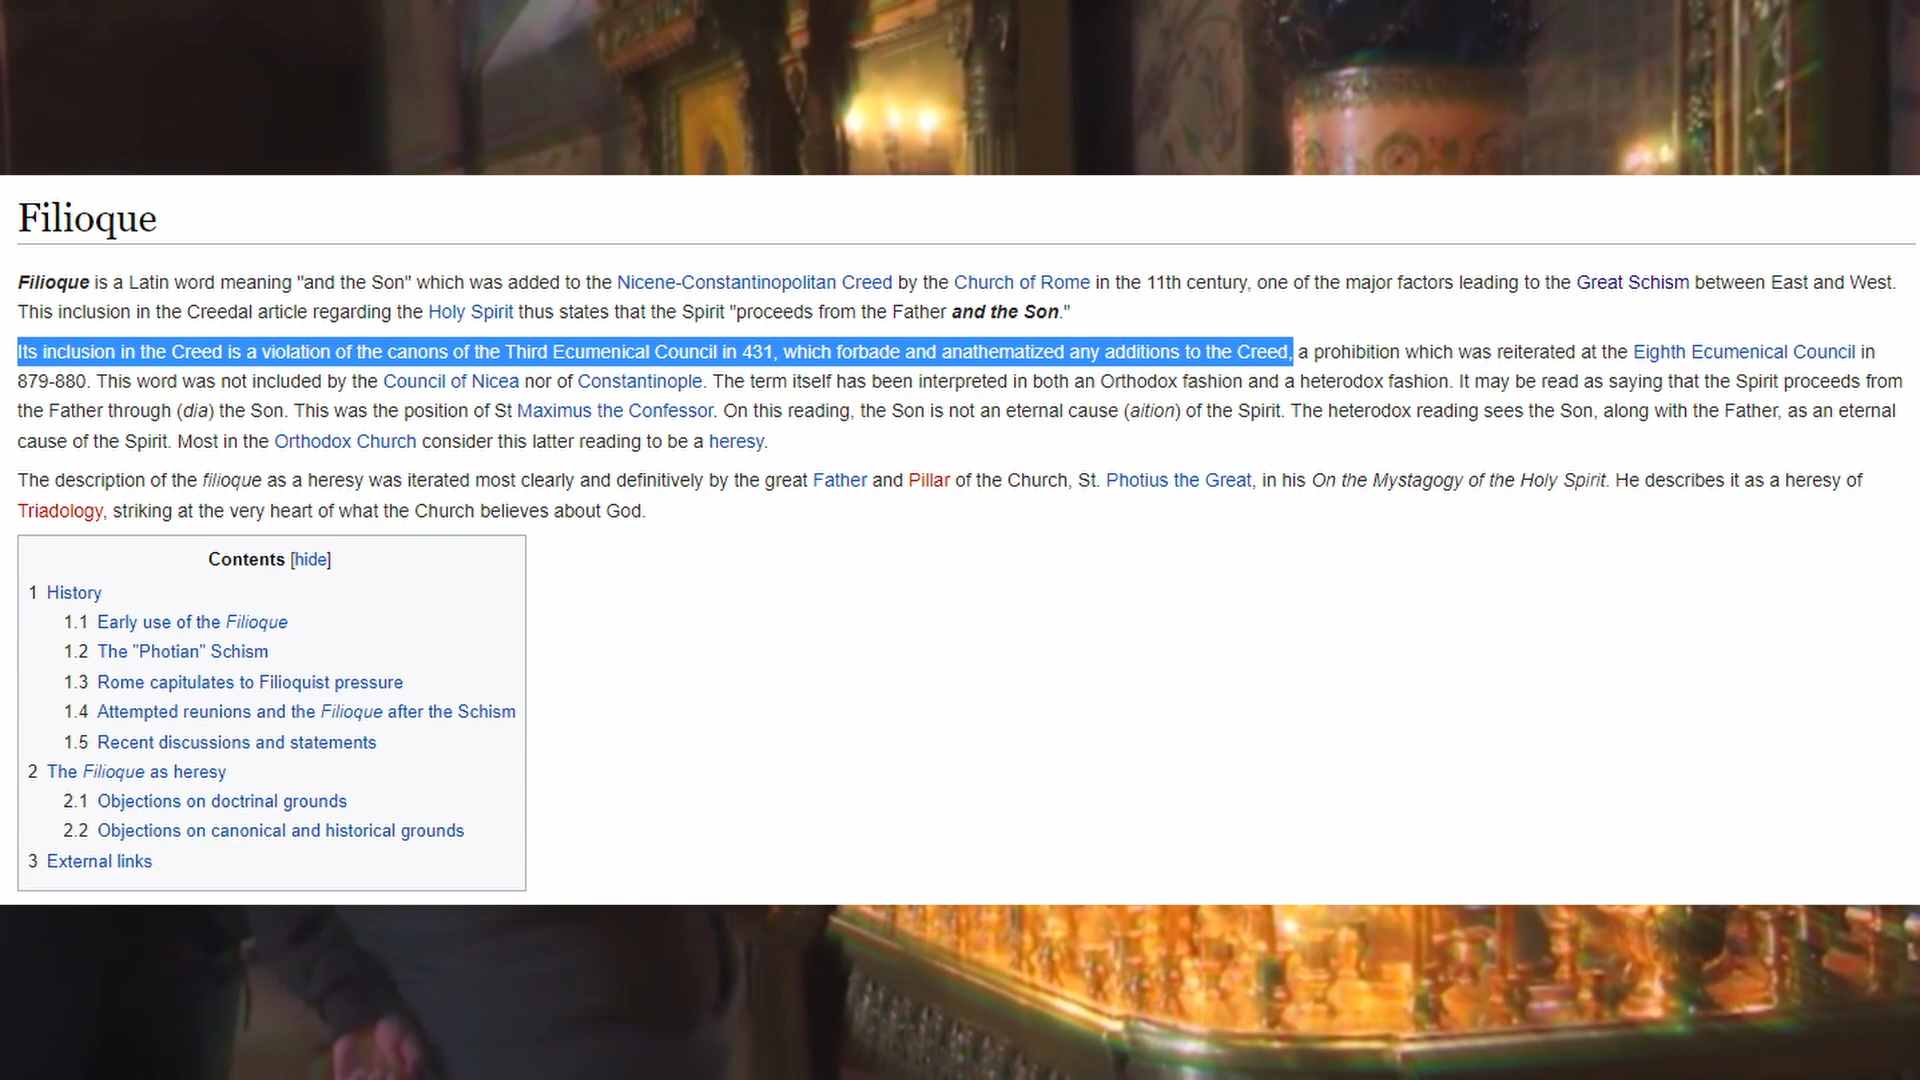 Filioque
Filioque is a Latin word meaning "and the Son" which was added to the Nicene-Constantinopolitan Creed by the Church of Rome in the 11th century, one of the major factors leading to the Great Schism between East and West.
This inclusion in the Creedal article regarding the Holy Spirit thus states that the Spirit "proceeds from the Father and the Son."
Its inclusion in the Creed is a violation of the canons of the Third Ecumenical Council in 431, which forbade and anathematized any additions to the Creed, a prohibition which was reiterated at the Eighth Ecumenical Council in
879-880. This word was not included by the Council of Nicea nor of Constantinople. The term itself has been interpreted in both an Orthodox fashion and a heterodox fashion. It may be read as saying that the Spirit proceeds from
the Father through (dia) the Son. This was the position of St Maximus the Confessor. On this reading, the Son is not an eternal cause (aition) of the Spirit. The heterodox reading sees the Son, along with the Father, as an eternal
cause of the Spirit. Most in the Orthodox Church consider this latter reading to be a heresy.
The description of the filioque as a heresy was iterated most clearly and definitively by the great Father and Pillar of the Church, St. Photius the Great, in his On the Mystagogy of the Holy Spirit. He describes it as a heresy of
Triadology, striking at the very heart of what the Church believes about God.
Contents [hide]
1 History
1.1 Early use of the Filioque
1.2 The "Photian" Schism
1.3 Rome capitulates to Filioquist pressure
1.4 Attempted reunions and the Filioque after the Schism
1.5 Recent discussions and statements
2 The Filioque as heresy
2.1 Objections on doctrinal grounds
2.2 Objections on canonical and historical grounds
3 External links